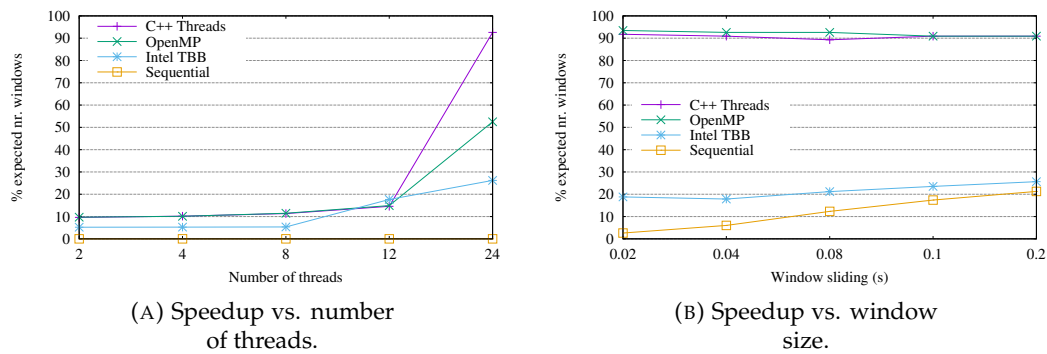 100
90
80
70
60
50
40
30
20
10
0
% expected nr. windows
C++ Threads
OpenMP
Intel TBB
Sequential
2
4
8
12
24
Number of threads
(A) Speedup vs. number
of threads.
100
90
80
70
60
50
40
30
20
10
0
% expected nr. windows
C++ Threads
OpenMP
Intel TBB
Sequential
0.02
0.04
0.08
0.1
0.2
Window sliding (s)
(B) Speedup vs. window
size.